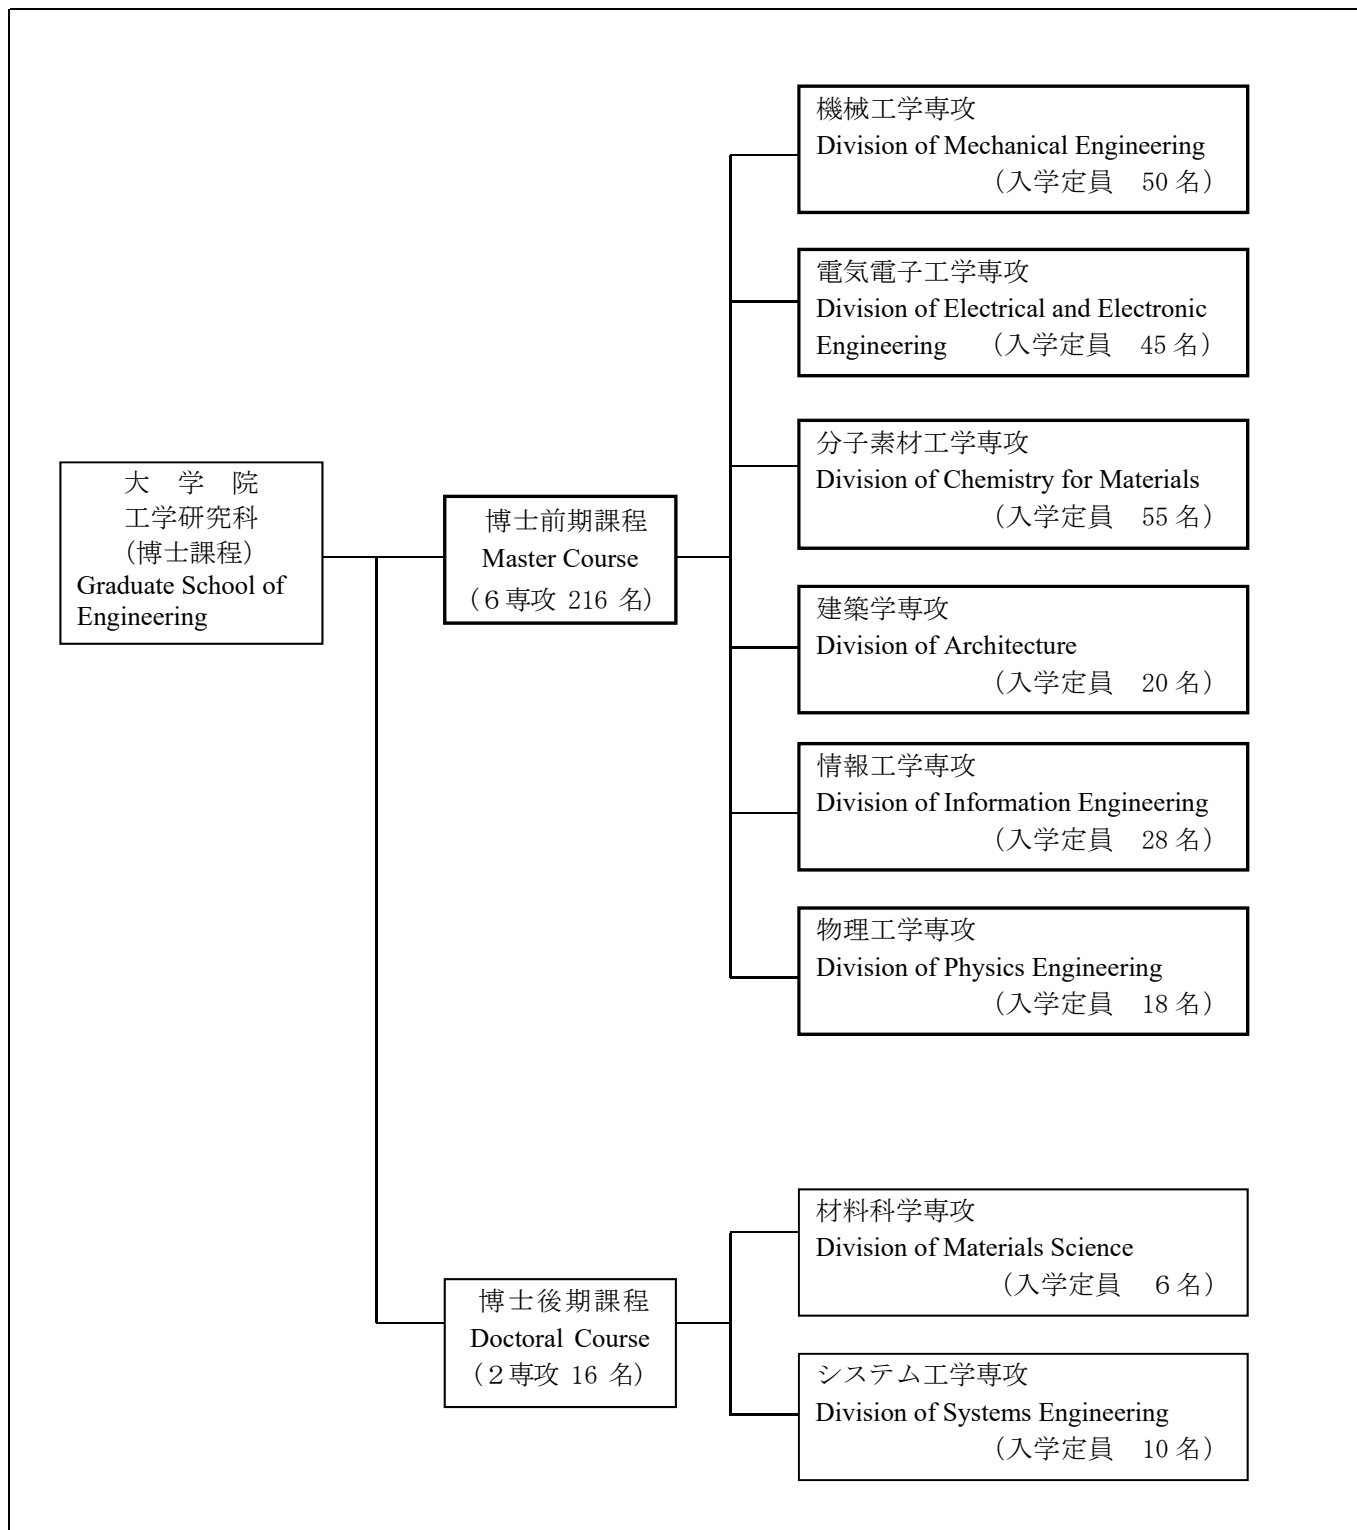 大 学 院
工学研究科
(博士課程)
Graduate School of
Engineering
博士前期課程
Master Course
(6専攻 216 名)
機械工学専攻
Division of Mechanical Engineering
(入学定員 50 名)
電気電子工学専攻
Division of Electrical and Electronic
Engineering (入学定員 45 名)
分子素材工学専攻
Division of Chemistry for Materials
(入学定員 55 名)
建築学専攻
Division of Architecture
(入学定員 20 名)
情報工学専攻
Division of Information Engineering
(入学定員 28 名)
物理工学専攻
Division of Physics Engineering
(入学定員 18 名)
博士後期課程
Doctoral Course
(2専攻 16 名)
材料科学専攻
Division of Materials Science
(入学定員 6名)
システム工学専攻
Division of Systems Engineering
(入学定員 10 名)